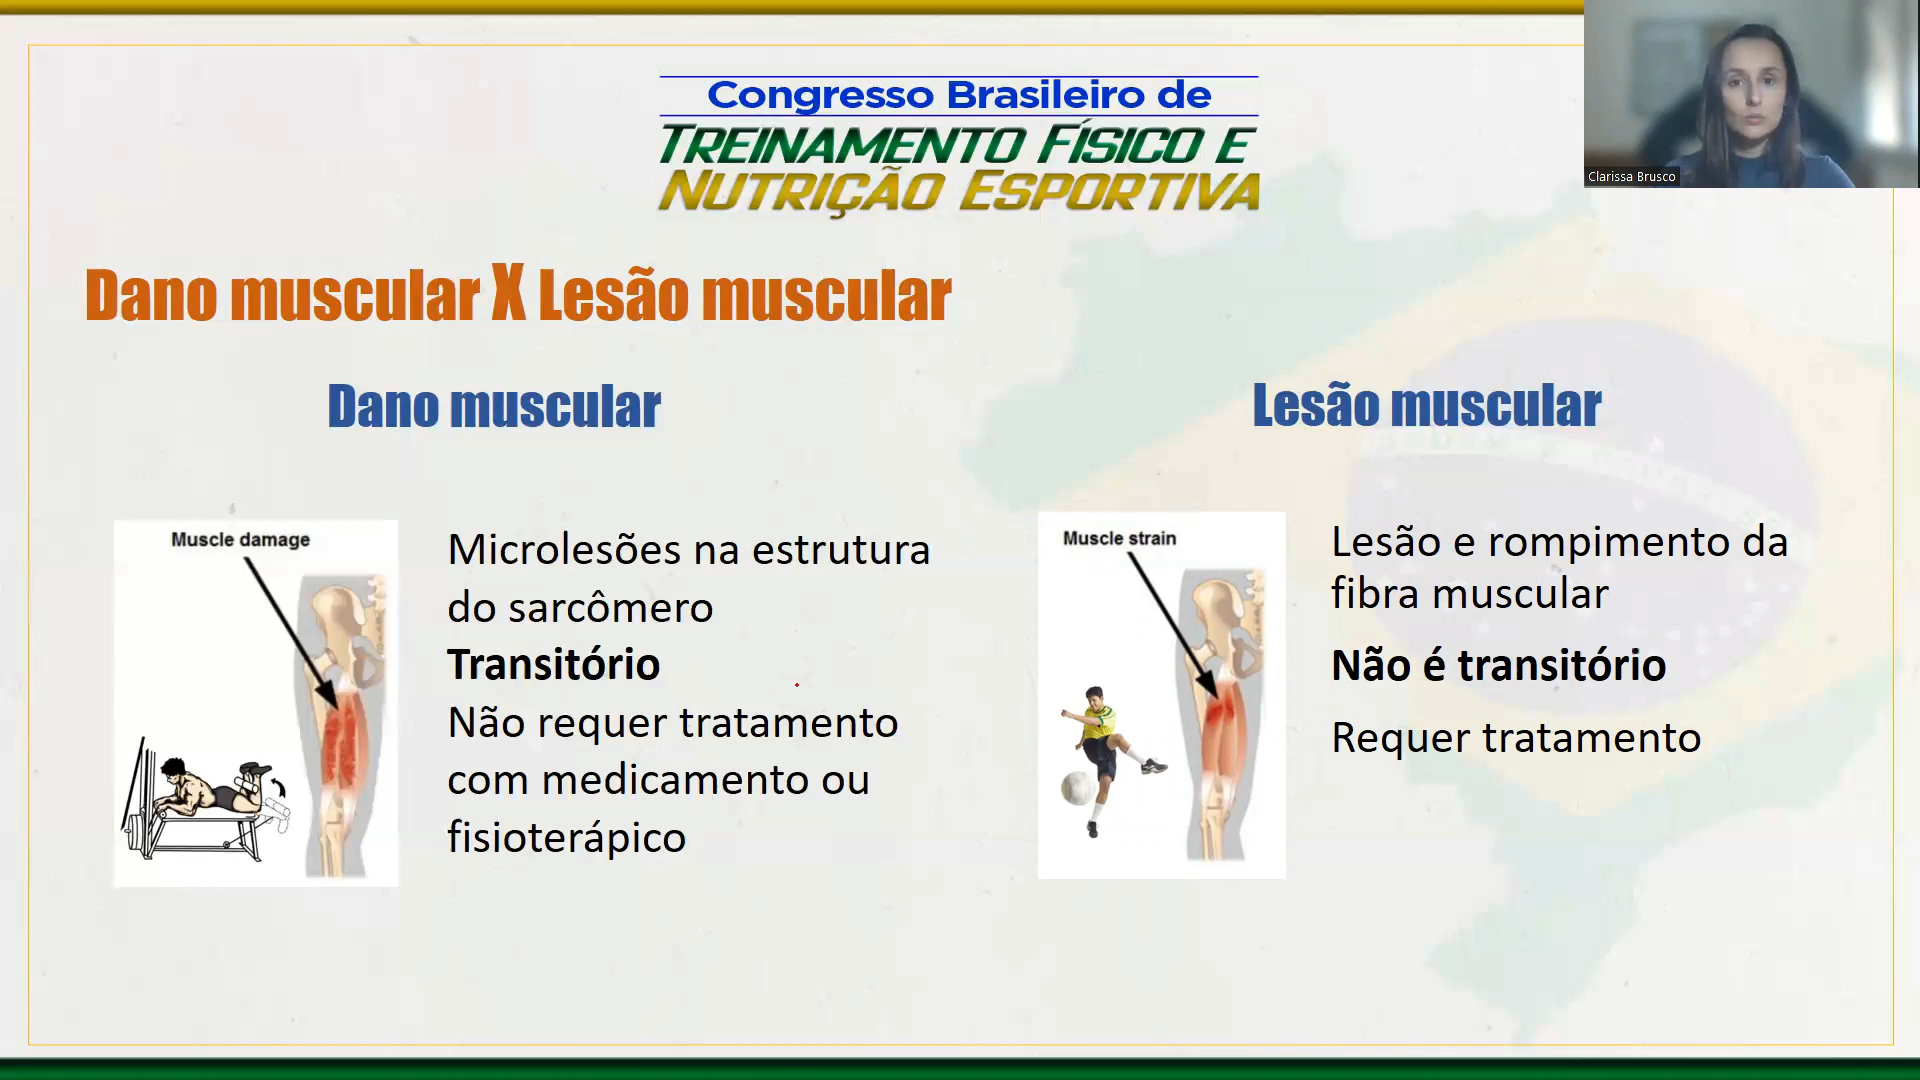 Congresso Brasileiro de
TREINAMENTO FÍSICO E
NUTRIÇÃO ESPORTIVA
Clarissa Brusco
Dano muscular X Lesão muscular
Dano muscular
Muscle damage
Microlesões na estrutura
do sarcômero
Transitório
Não requer tratamento
com medicamento ou
fisioterápico
Lesão muscular
Muscle strain
Lesão e rompimento da
fibra muscular
Não é transitório
Requer tratamento